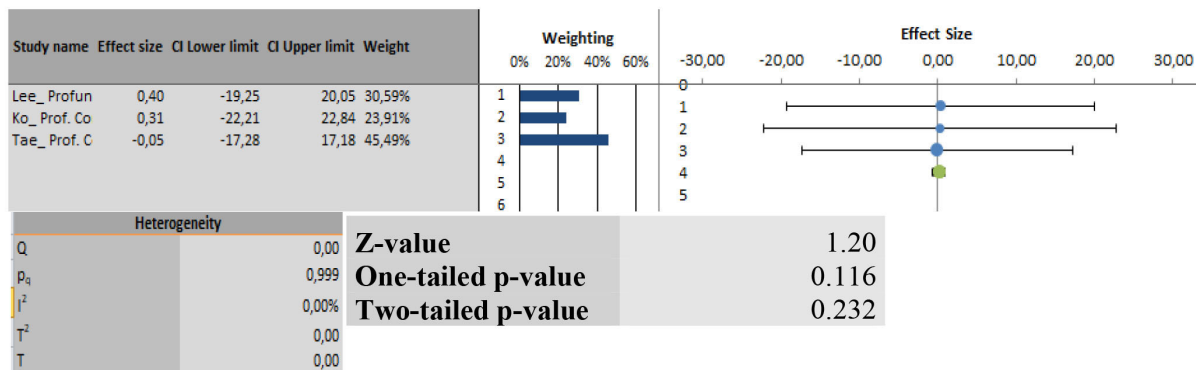 Study name Effect size CI Lower limit CI Upper limit Weight
Lee_ Profun 0,40 -19,25 20,05 30,59%
Ko_ Prof. Co 0,31 -22,21 22,84 23,91%
Tae_ Prof. C -0,05 -17,28 17,18 45,49%
Weighting
0% 20% 40% 60%
1
2
3
4
5
6
Effect Size
-30,00 -20,00 -10,00 0,00 10,00 20,00 30,00
0
1
2
3
4
5
Heterogeneity
Q 0,00
pq 0,999
I² 0,00%
T² 0,00
T 0,00
Z-value 1.20
One-tailed p-value 0.116
Two-tailed p-value 0.232